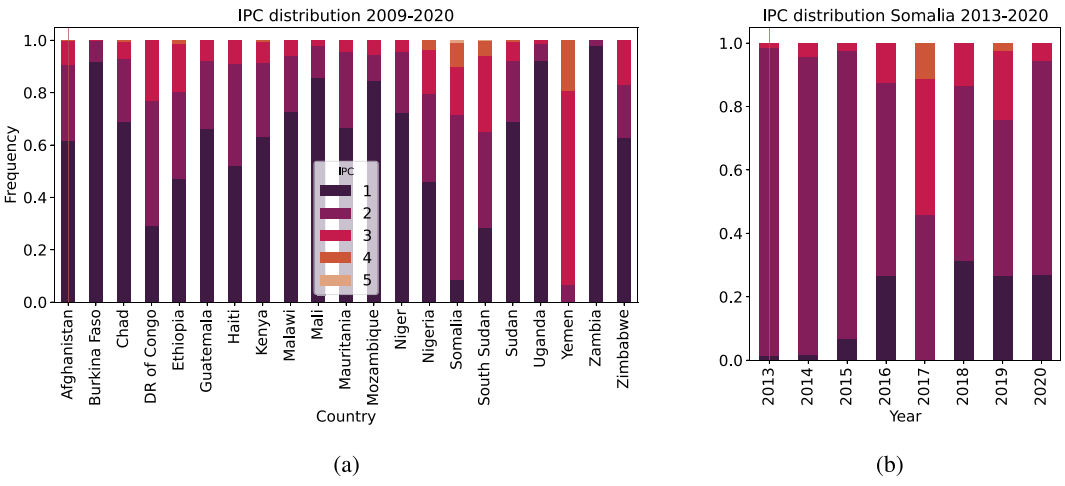 IPC distribution 2009-2020
1.0
0.8
0.6
0.4
0.2
0.0
Frequency
IPC
1
2
3
4
5
Afghanistan
Burkina Faso
Chad
DR of Congo
Ethiopia
Guatemala
Haiti
Kenya
Malawi
Mali
Mauritania
Mozambique
Niger
Nigeria
Somalia
South Sudan
Sudan
Uganda
Yemen
Zambia
Zimbabwe
Country
(a)
IPC distribution Somalia 2013-2020
1.0
0.8
0.6
0.4
0.2
0.0
2013
2014
2015
2016
2017
2018
2019
2020
Year
(b)